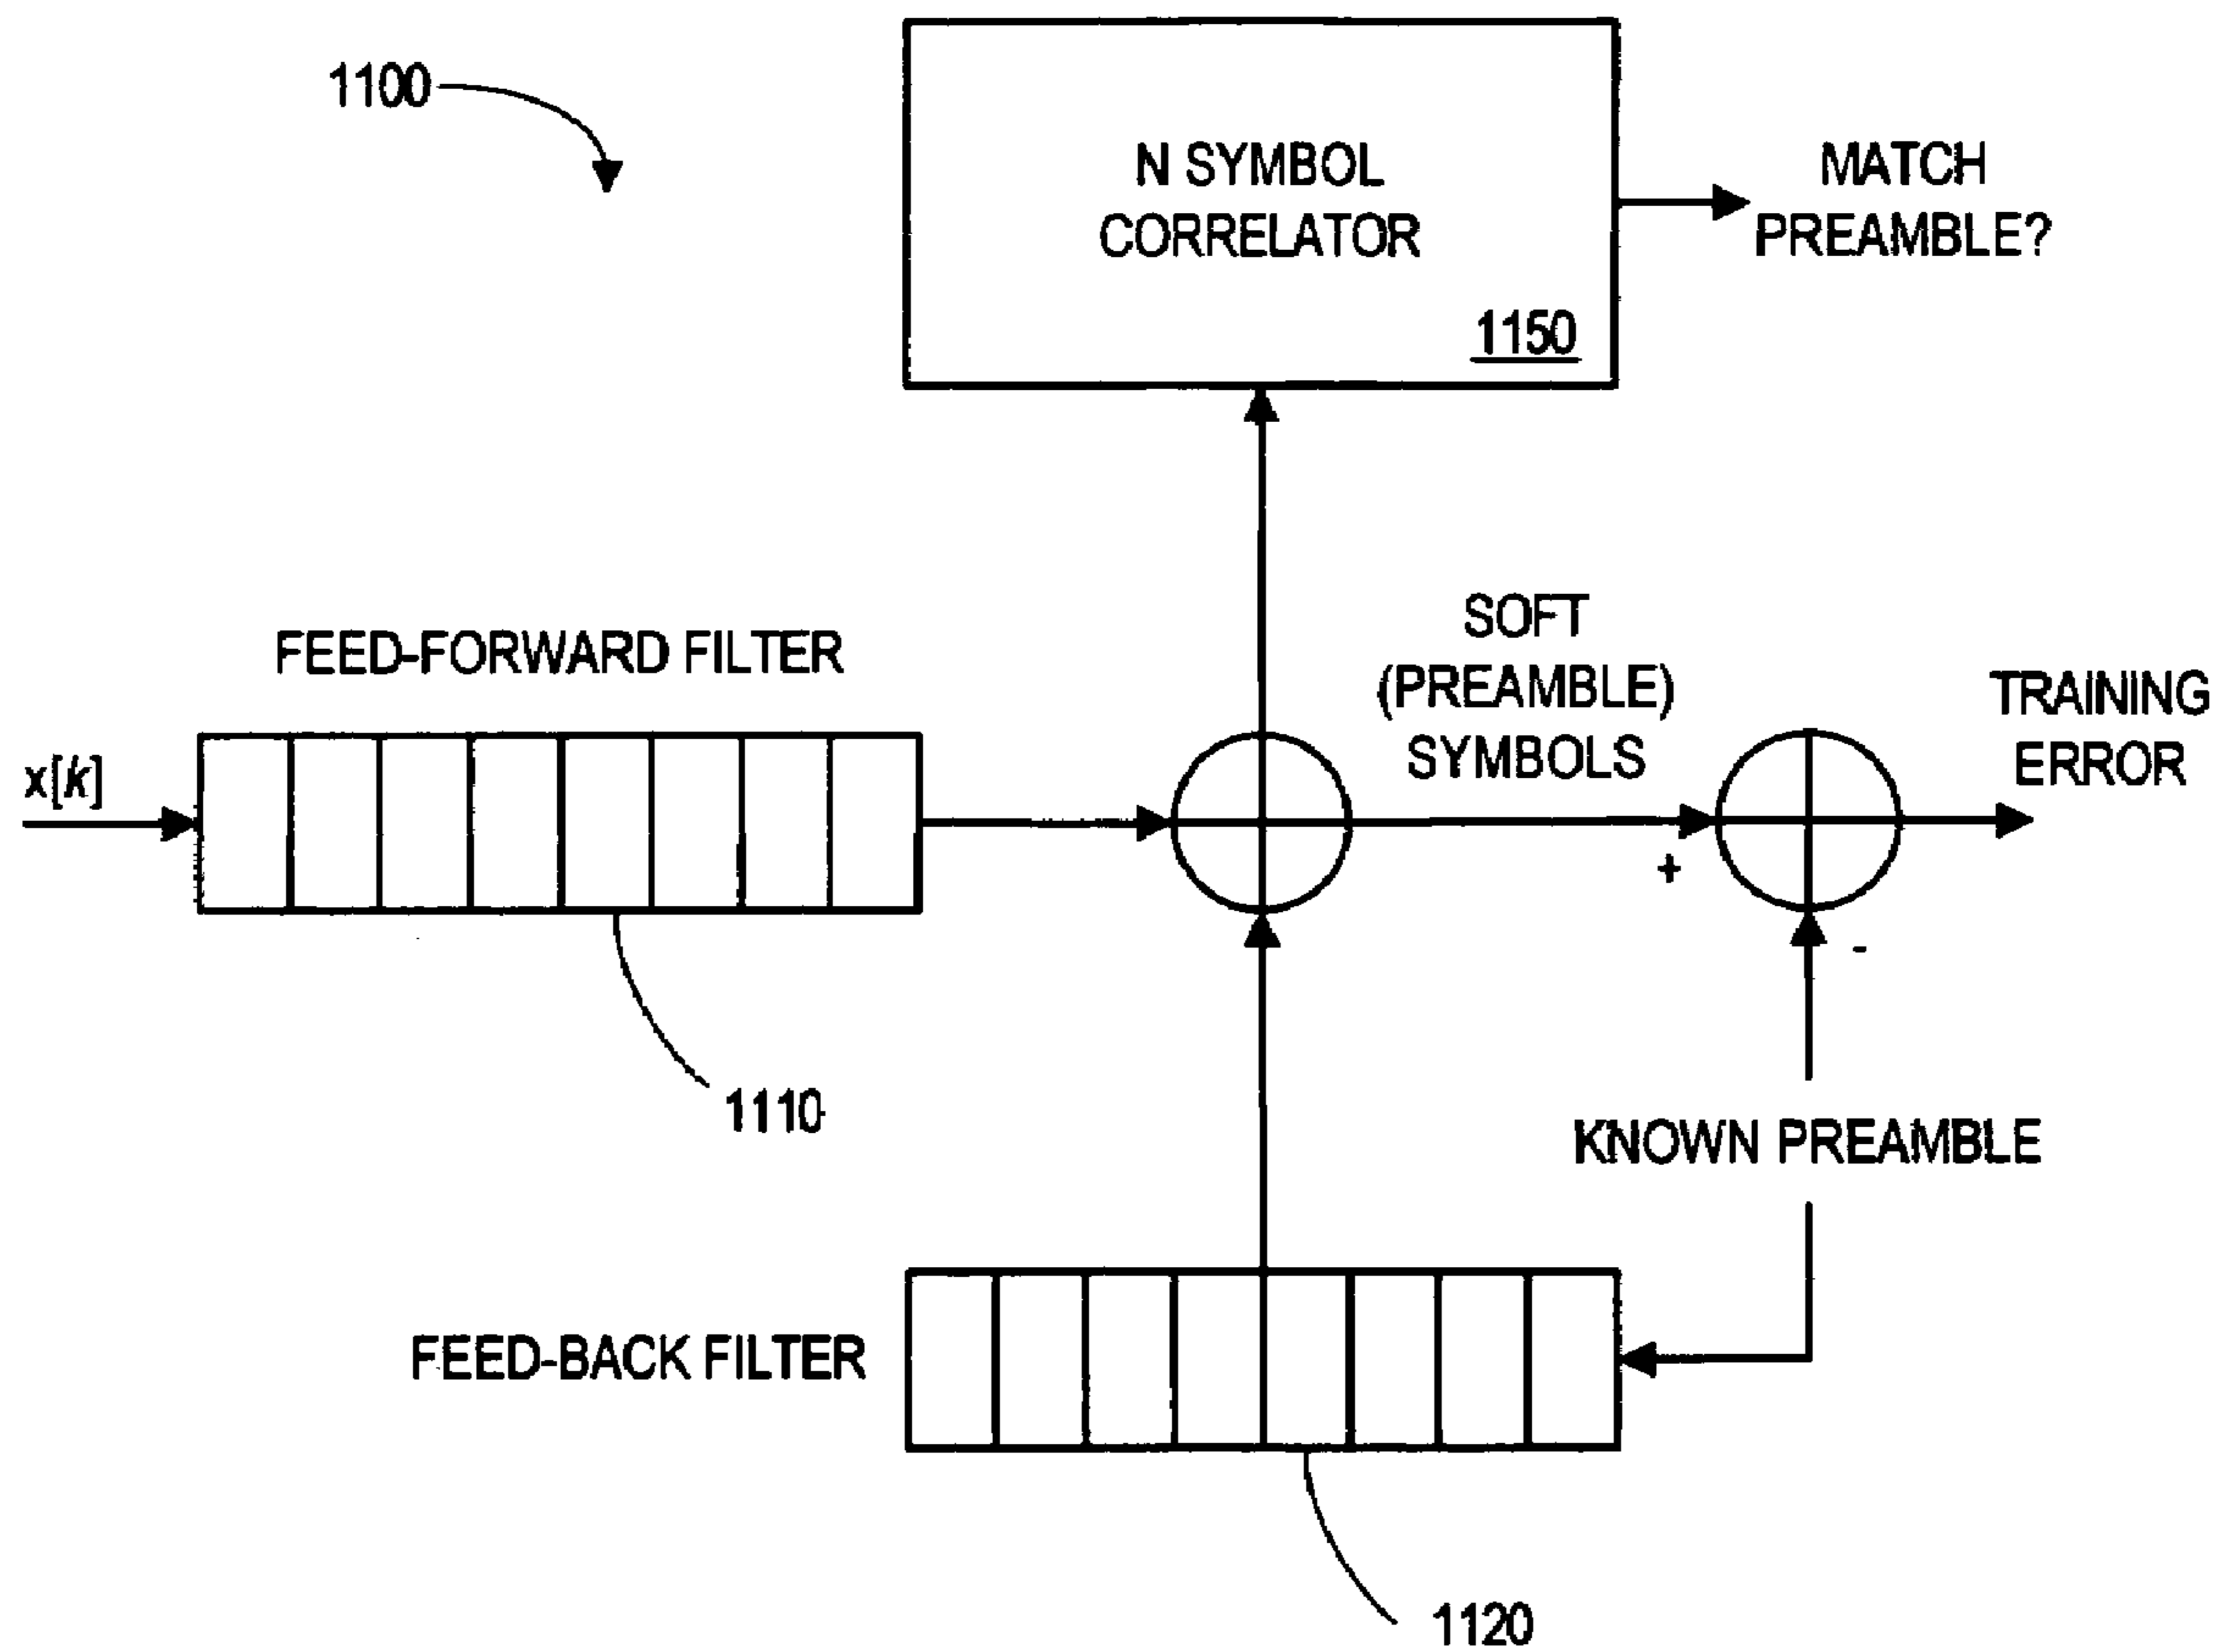 1100
N SYMBOL
CORRELATOR
1150
MATCH
PREAMBLE?
FEED-FORWARD FILTER
x[k]
1110
SOFT
(PREAMBLE)
SYMBOLS
+
-
TRAINING
ERROR
KNOWN PREAMBLE
FEED-BACK FILTER
1120